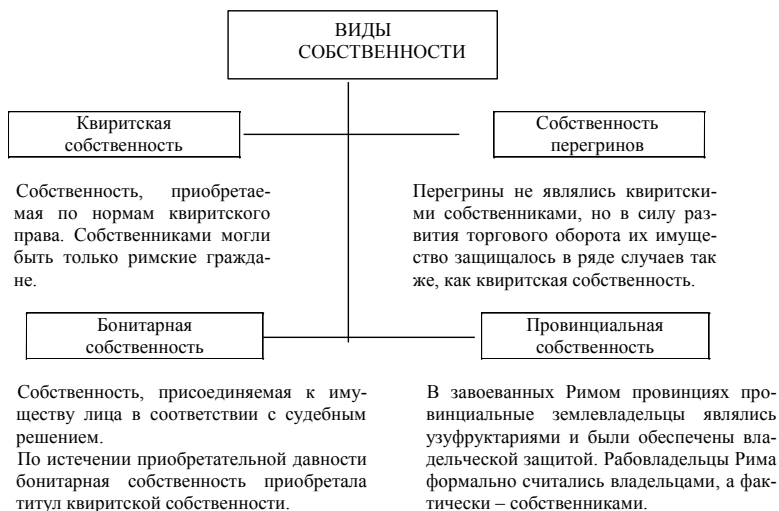 ВИДЫ
СОБСТВЕННОСТИ
Квиритская
собственность
Собственность
перегринов
Собственность, приобретае-
мая по нормам квиритского
права. Собственниками могли
быть только римские гражда-
не.
Перегрины не являлись квиритски-
ми собственниками, но в силу раз-
вития торгового оборота их имуще-
ство защищалось в ряде случаев так
же, как квиритская собственность.
Бонитарная
собственность
Провинциальная
собственность
Собственность, присоединяемая к иму-
ществу лица в соответствии с судебным
решением.
По истечении приобретательной давности
бонитарная собственность приобретала
титул квиритской собственности.
В завоеванных Римом провинциях про-
винциальные землевладельцы являлись
узуфруктариями и были обеспечены вла-
дельческой защитой. Рабовладельцы Рима
формально считались владельцами, а фак-
тически – собственниками.